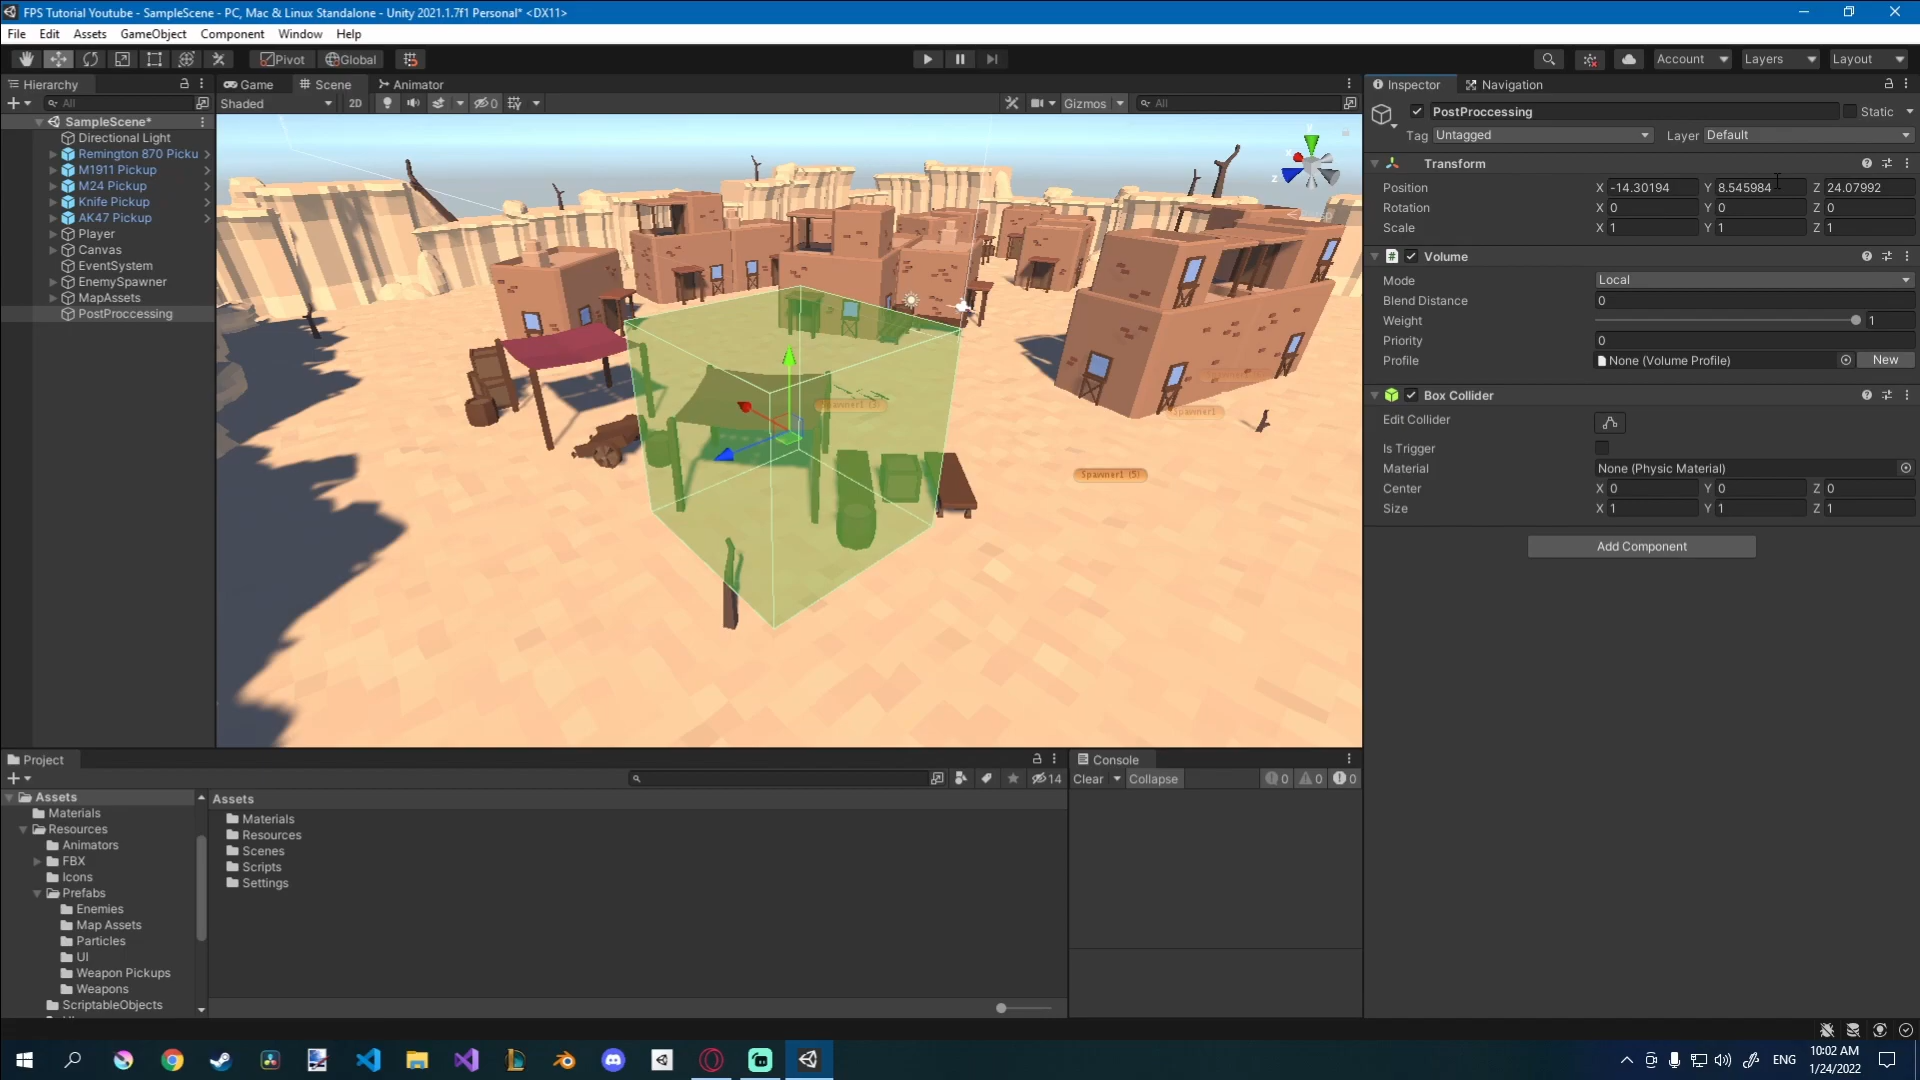 FPS Tutorial Youtube - SampleScene - PC, Mac & Linux Standalone - Unity 2021.1.7f1 Personal* <DX11>
File Edit Assets GameObject Component Window Help
Pivot Global Account Layers Layout
Hierarchy
All
SampleScene*
Directional Light
Remington 870 Picku
M1911 Pickup
M24 Pickup
Knife Pickup
AK47 Pickup
Player
Canvas
EventSystem
EnemySpawner
MapAssets
PostProccessing
Game Scene Animator
Shaded 2D 0 Gizmos All
Spawner1 (5)
Spawner1
Inspector Navigation
PostProccessing Static
Tag Untagged Layer Default
Transform
Position X -14.30194 Y 8.545984 Z 24.07992
Rotation X 0 Y 0 Z 0
Scale X 1 Y 1 Z 1
Volume
Mode Local
Blend Distance 0
Weight 1
Priority 0
Profile None (Volume Profile) New
Box Collider
Edit Collider
Is Trigger
Material None (Physic Material)
Center X 0 Y 0 Z 0
Size X 1 Y 1 Z 1
Add Component
Project
14
Assets
Materials
Resources
Animators
FBX
Icons
Prefabs
Enemies
Map Assets
Particles
UI
Weapon Pickups
Weapons
ScriptableObjects
Assets
Materials
Resources
Scenes
Scripts
Settings
Console
Clear Collapse 0 0 0
ENG 10:02 AM
1/24/2022